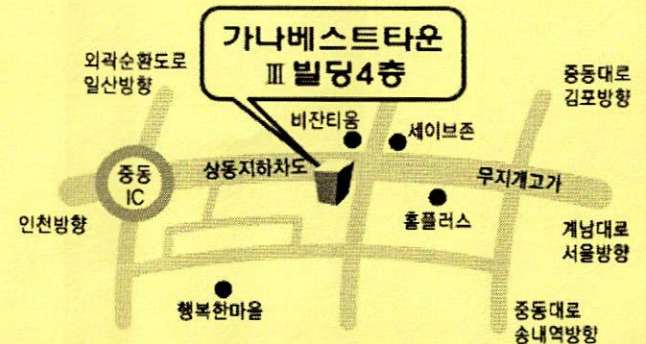 가나베스트타운
Ⅲ 빌딩4층
외곽순환도로
일산방향
중동대로
김포방향
비잔티움
세이브존
중동
IC
상동지하차도
무지개고가
인천방향
홈플러스
계남대로
서울방향
행복한마을
중동대로
송내역방향